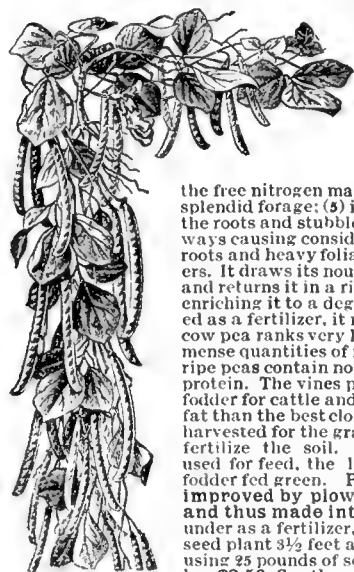 the free nitrogen ma
splendid forage; (5) i
the roots and stubble
ways causing consid
roots and heavy folia
ers. It draws its nou
and returns it in a ri
enriching it to a deg
ed as a fertilizer, it r
cow pea ranks very h
mense quantities of
ripe peas contain no
protein. The vines p
fodder for cattle and
fat than the best clo
harvested for the gra
fertilize the soil.
used for feed, the l
fodder fed green. P
improved by plow
and thus made int
under as a fertilizer,
seed plant 3½ feet a
using 25 pounds of se